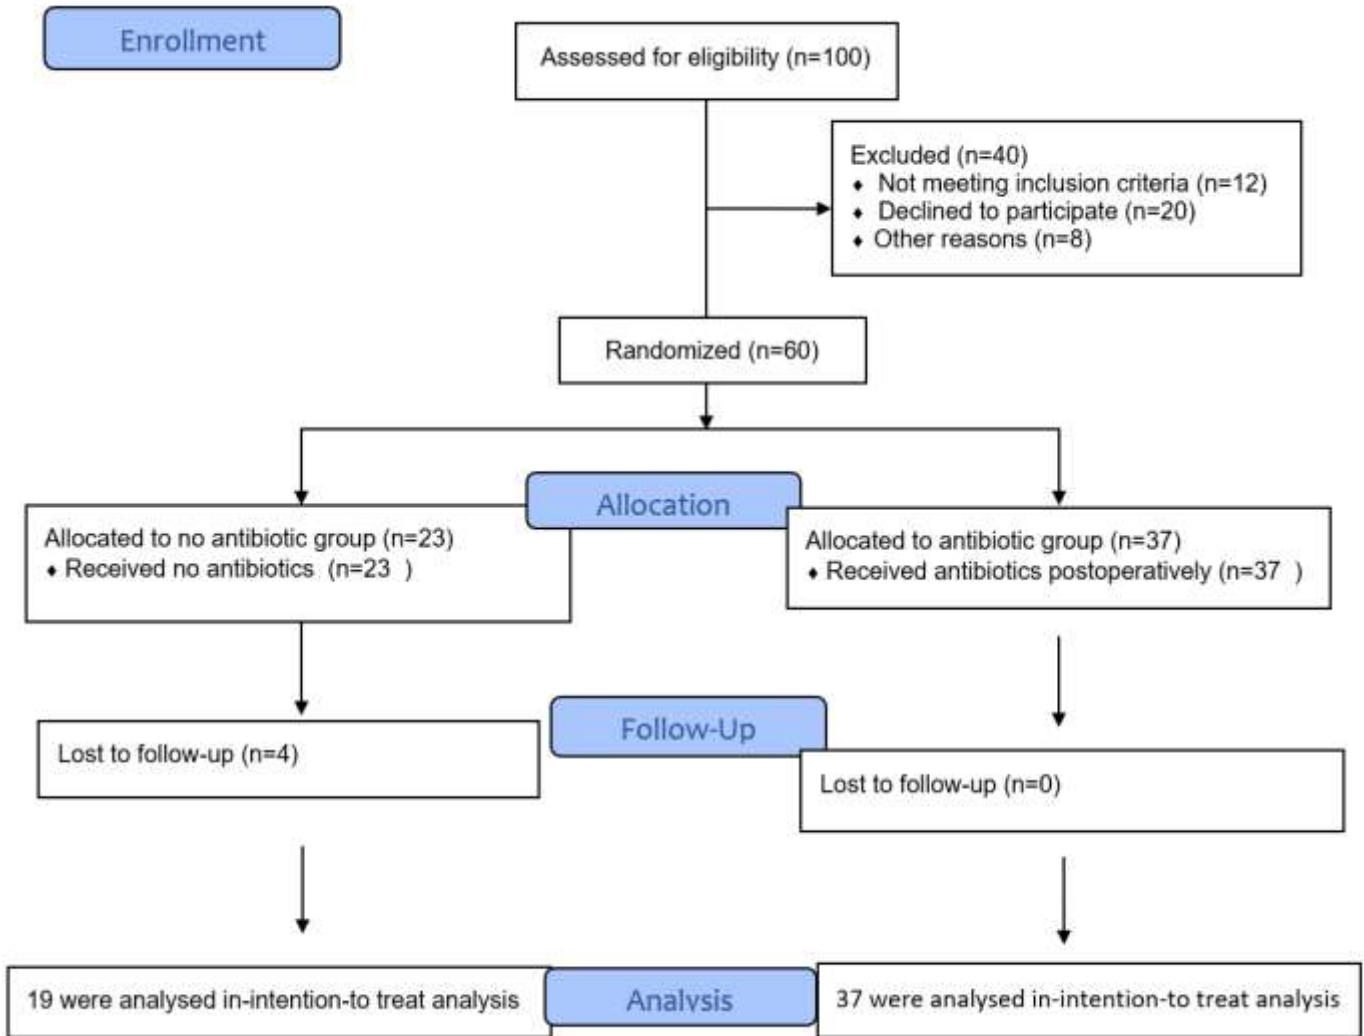 Enrollment
Assessed for eligibility (n=100)
Excluded (n=40)
♦ Not meeting inclusion criteria (n=12)
♦ Declined to participate (n=20)
♦ Other reasons (n=8)
Randomized (n=60)
Allocation
Allocated to no antibiotic group (n=23)
♦ Received no antibiotics (n=23 )
Allocated to antibiotic group (n=37)
♦ Received antibiotics postoperatively (n=37 )
Follow-Up
Lost to follow-up (n=4)
Lost to follow-up (n=0)
Analysis
19 were analysed in-intention-to treat analysis
37 were analysed in-intention-to treat analysis